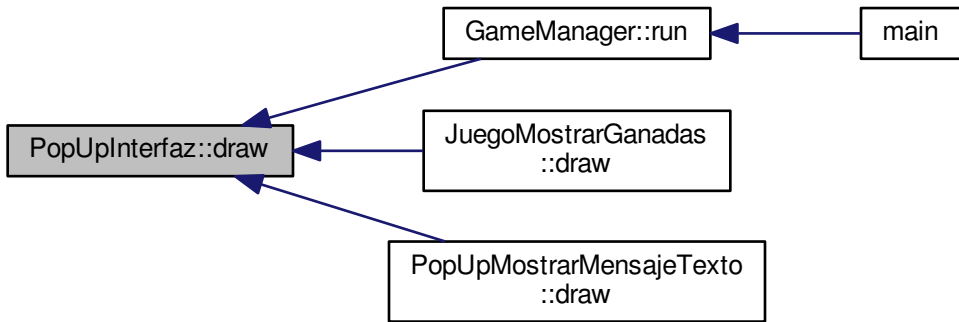 GameManager::run
main
PopUpInterfaz::draw
JuegoMostrarGanadas
::draw
PopUpMostrarMensajeTexto
::draw